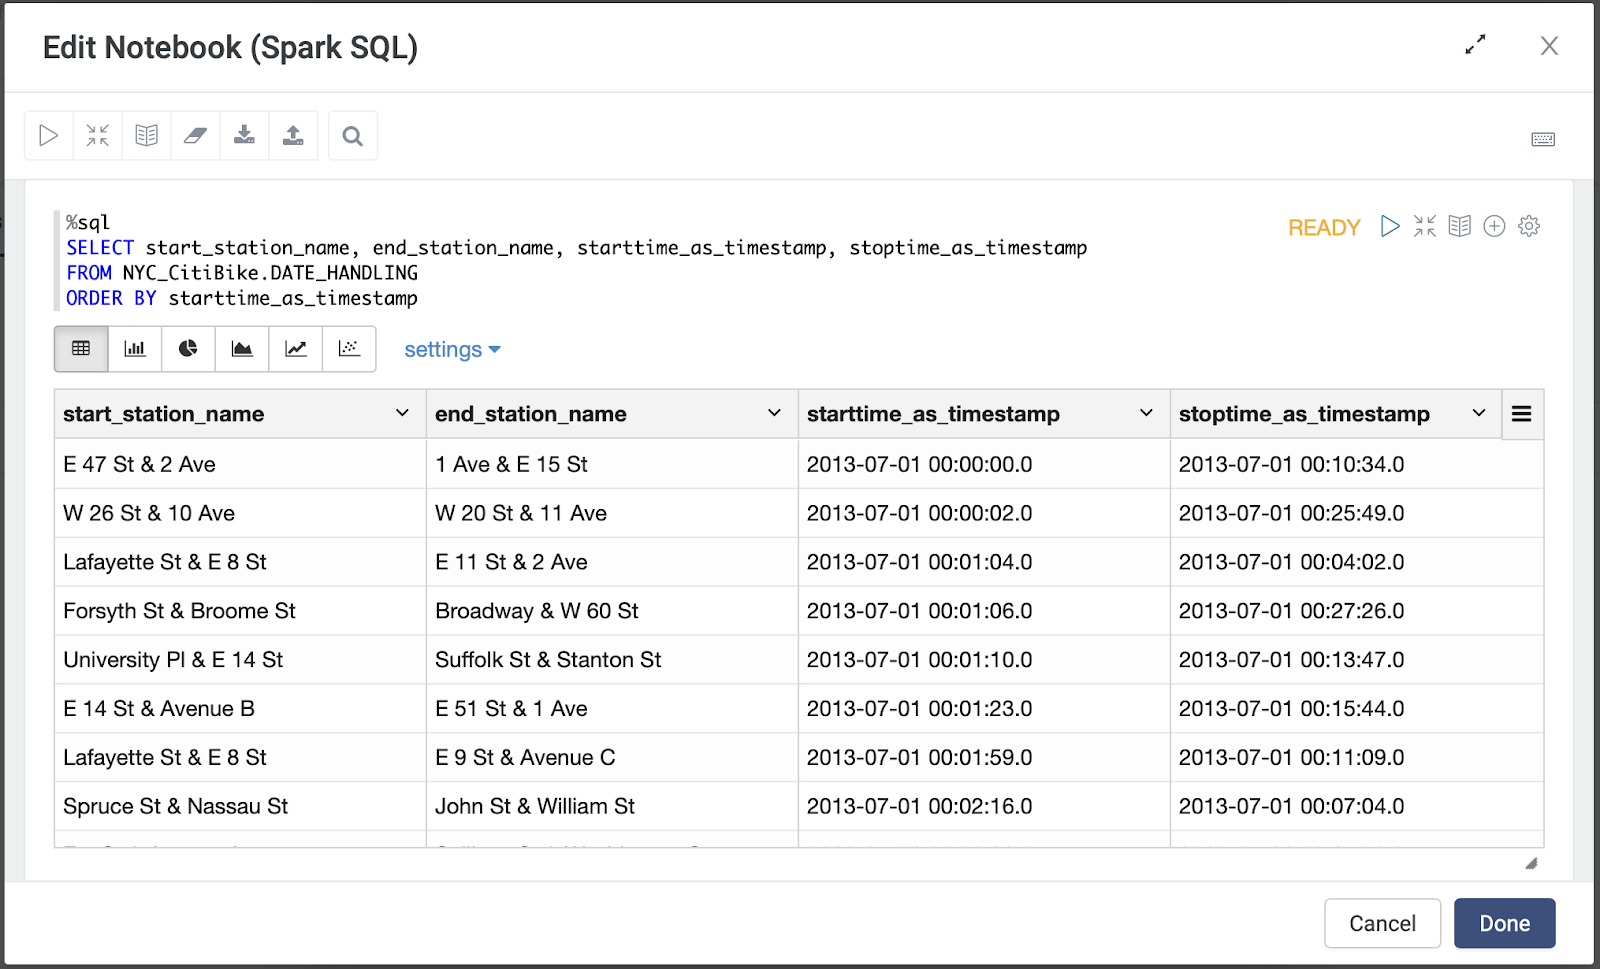 Edit Notebook (Spark SQL)
%sql
READY
SELECT start_station_name, end_station_name, starttime_as_timestamp, stoptime_as_timestamp
FROM NYC_CitiBike.DATE_HANDLING
ORDER BY starttime_as_timestamp
settings
start_station_name end_station_name starttime_as_timestamp stoptime_as_timestamp
E 47 St & 2 Ave 1 Ave & E 15 St 2013-07-01 00:00:00.0 2013-07-01 00:10:34.0
W 26 St & 10 Ave W 20 St & 11 Ave 2013-07-01 00:00:02.0 2013-07-01 00:25:49.0
Lafayette St & E 8 St E 11 St & 2 Ave 2013-07-01 00:01:04.0 2013-07-01 00:04:02.0
Forsyth St & Broome St Broadway & W 60 St 2013-07-01 00:01:06.0 2013-07-01 00:27:26.0
University Pl & E 14 St Suffolk St & Stanton St 2013-07-01 00:01:10.0 2013-07-01 00:13:47.0
E 14 St & Avenue B E 51 St & 1 Ave 2013-07-01 00:01:23.0 2013-07-01 00:15:44.0
Lafayette St & E 8 St E 9 St & Avenue C 2013-07-01 00:01:59.0 2013-07-01 00:11:09.0
Spruce St & Nassau St John St & William St 2013-07-01 00:02:16.0 2013-07-01 00:07:04.0
Cancel Done